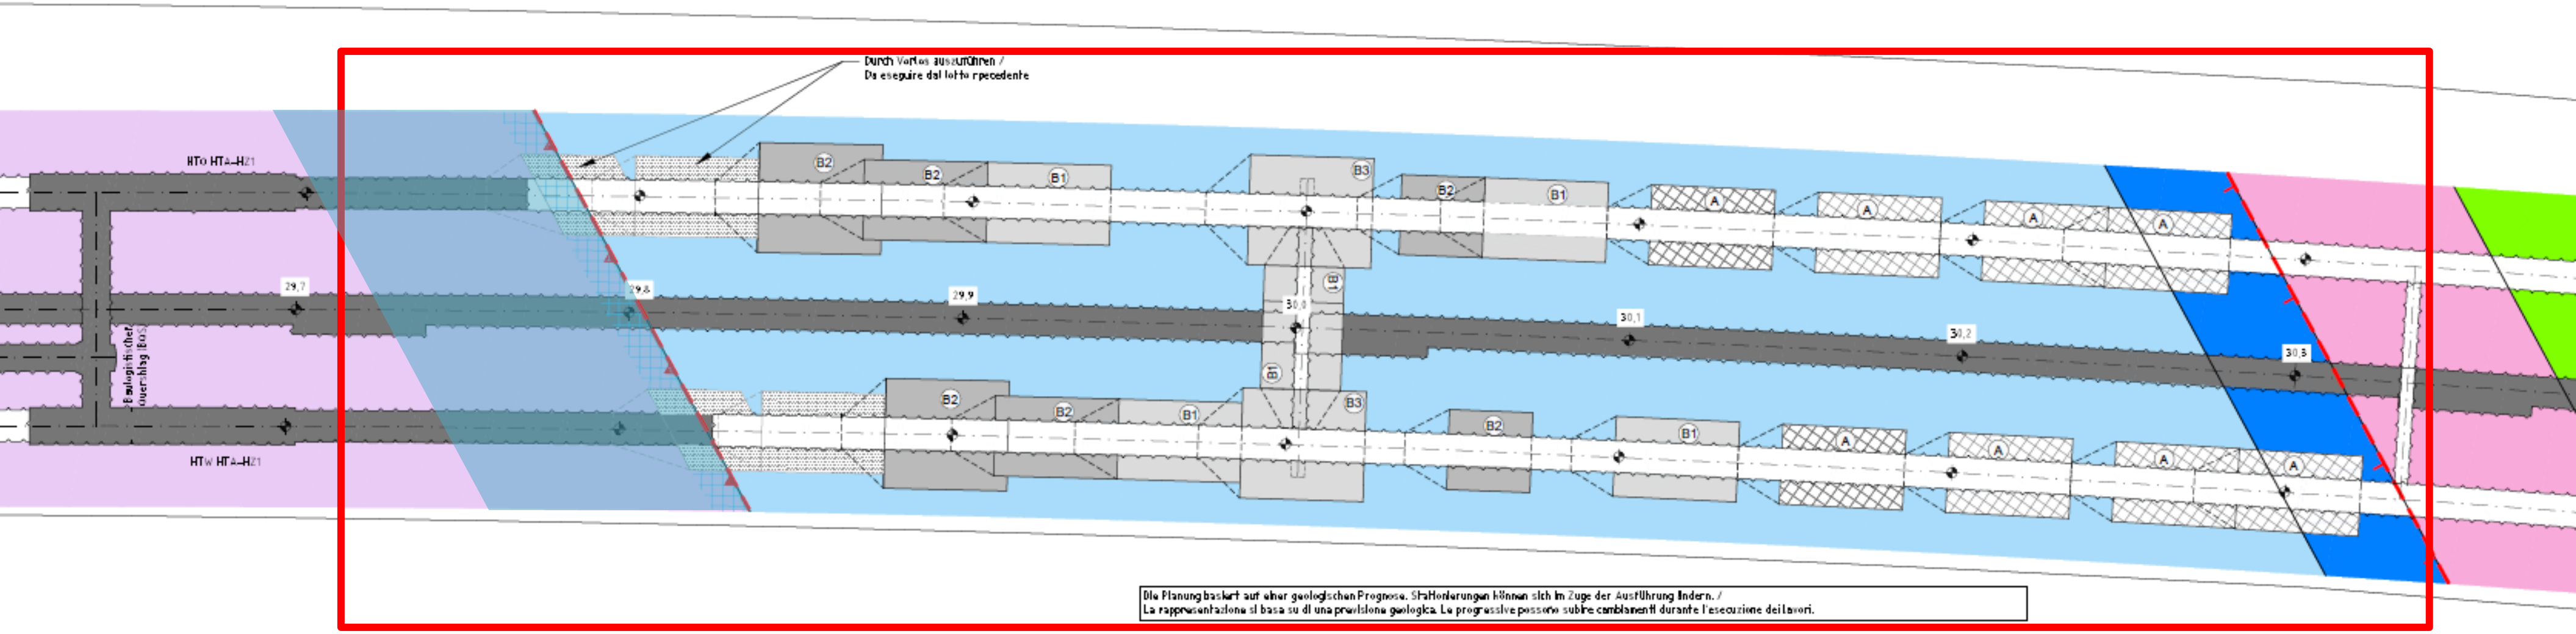 Durch Vorlos auszuführen /
Da eseguire dal lotto rpecedente
HTO HTA-HZ1
B2
B2
B1
B3
B2
B1
A
A
A
A
29,7
29,8
29,9
B1
30,0
30,1
30,2
30,3
Baulogistischer
Querschlag (BQS)
B1
B2
B2
B1
B3
B2
B1
A
A
A
A
HTW HTA-HZ1
Die Planung basiert auf einer geologischen Prognose. Stationierungen können sich im Zuge der Ausführung ändern. /
La rappresentazione si basa su di una previsione geologica. Le progressive possono subire cambiamenti durante l'esecuzione dei lavori.